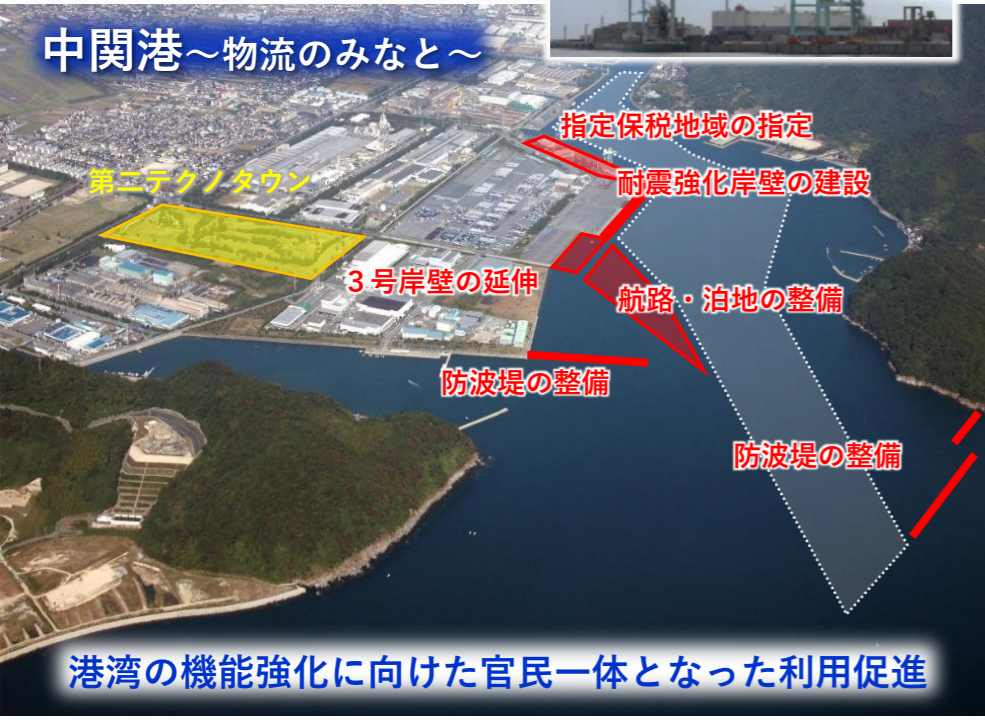 中関港～物流のみなと～
指定保税地域の指定
耐震強化岸壁の建設
第二テクノタウン
３号岸壁の延伸
航路・泊地の整備
防波堤の整備
防波堤の整備
港湾の機能強化に向けた官民一体となった利用促進